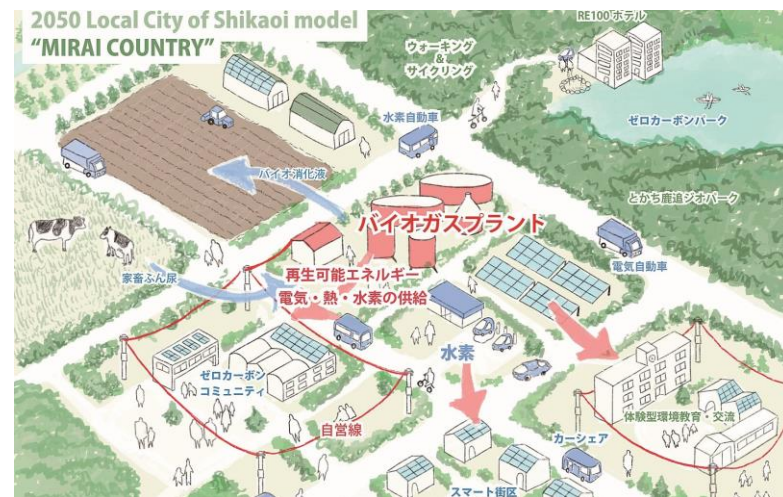 2050 Local City of Shikaoi model
“MIRAI COUNTRY”
RE100 ホテル
ウォーキング
&
サイクリング
水素自動車
ゼロカーボンパーク
バイオ消化液
とかち鹿追ジオパーク
バイオガスプラント
電気自動車
家畜ふん尿
再生可能エネルギー
電気・熱・水素の供給
水素
ゼロカーボン
コミュニティ
自営線
体験型環境教育・交流
カーシェア
スマート街区